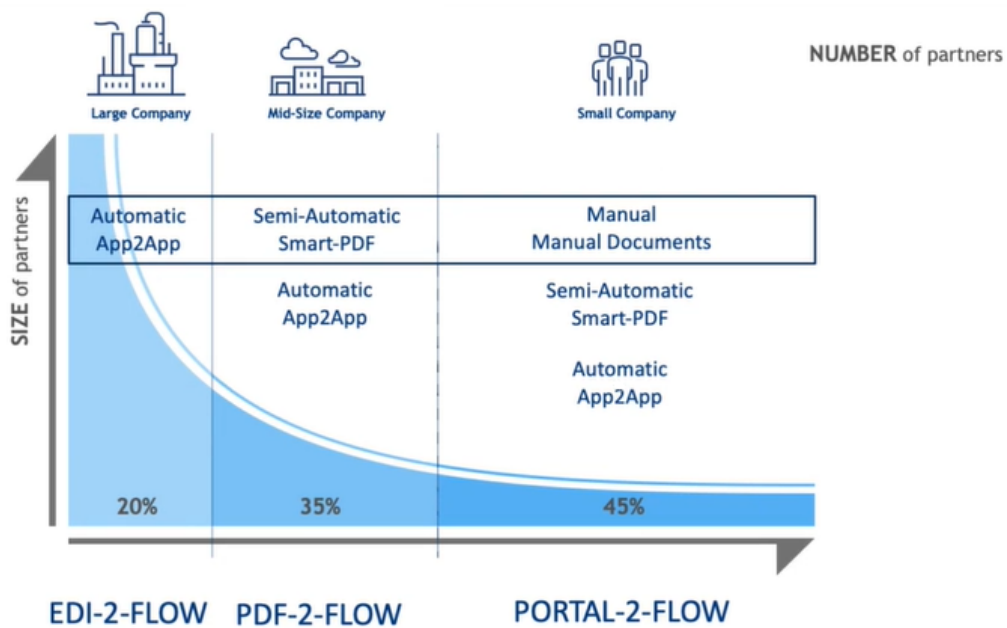 NUMBER of partners
Large Company
Mid-Size Company
Small Company
SIZE of partners
Automatic
App2App
Semi-Automatic
Smart-PDF
Manual
Manual Documents
Automatic
App2App
Semi-Automatic
Smart-PDF
Automatic
App2App
20%
35%
45%
EDI-2-FLOW
PDF-2-FLOW
PORTAL-2-FLOW